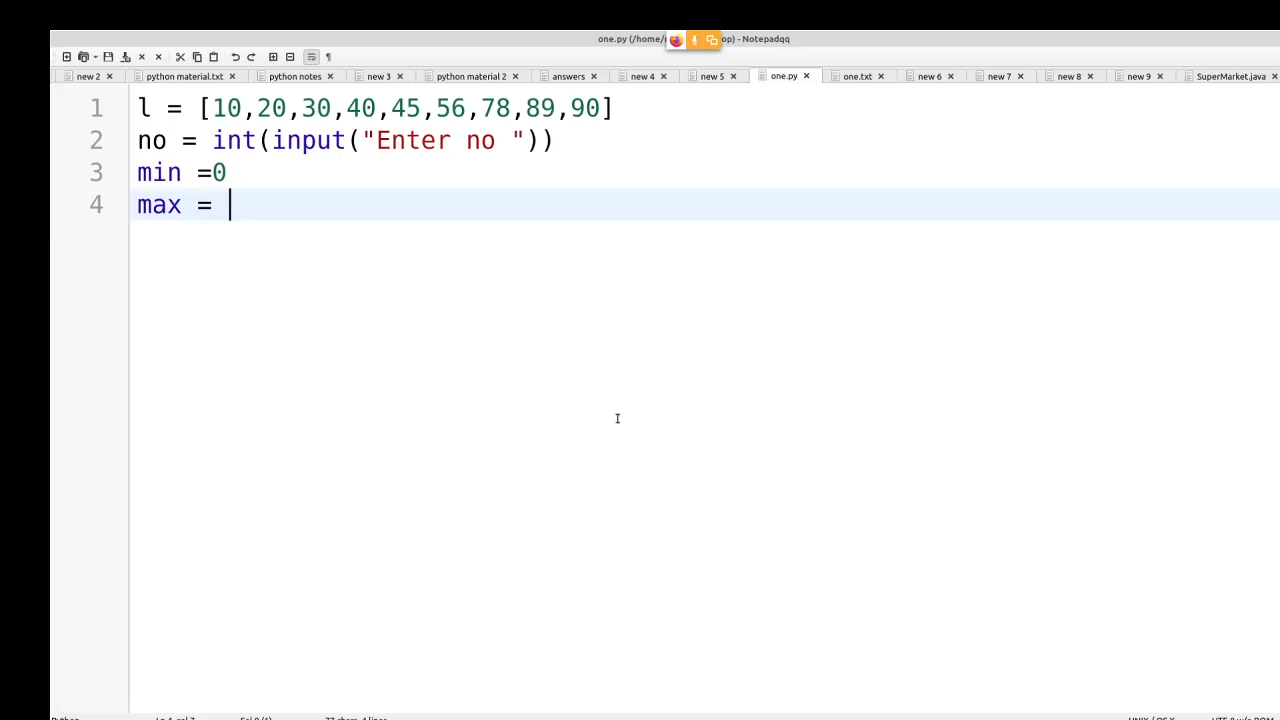 one.py (/home/ op) - Notepadqq
new 2 python material.txt python notes new 3 python material 2 answers new 4 new 5 one.py one.txt new 6 new 7 new 8 new 9 SuperMarket.java
1 l = [10,20,30,40,45,56,78,89,90]
2 no = int(input("Enter no "))
3 min =0
4 max =